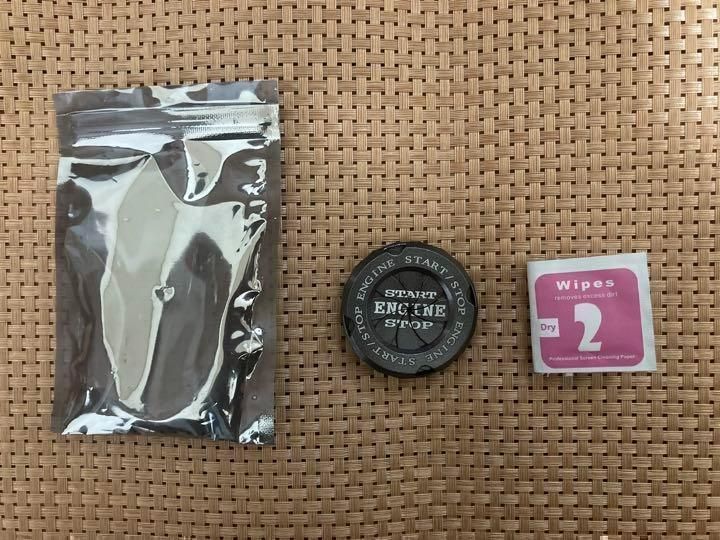 START/STOP ENGINE START/STOP ENGINE
START
ENGINE
STOP
Wipes
removes excess dirt
Dry
2
Professional Screen Cleaning Paper